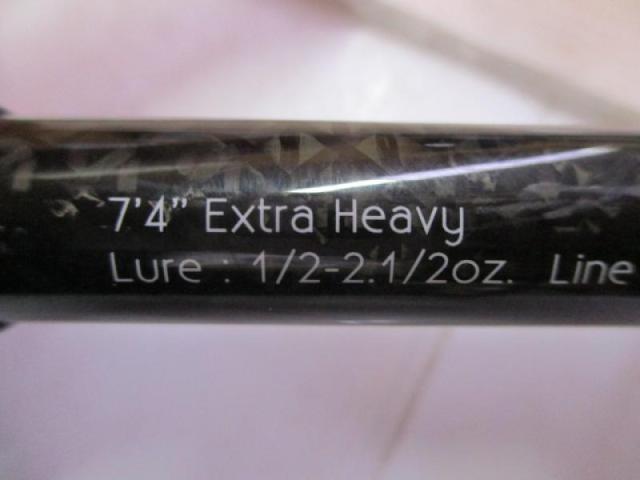 7'4" Extra Heavy
Lure : 1/2-2.1/2oz. Line